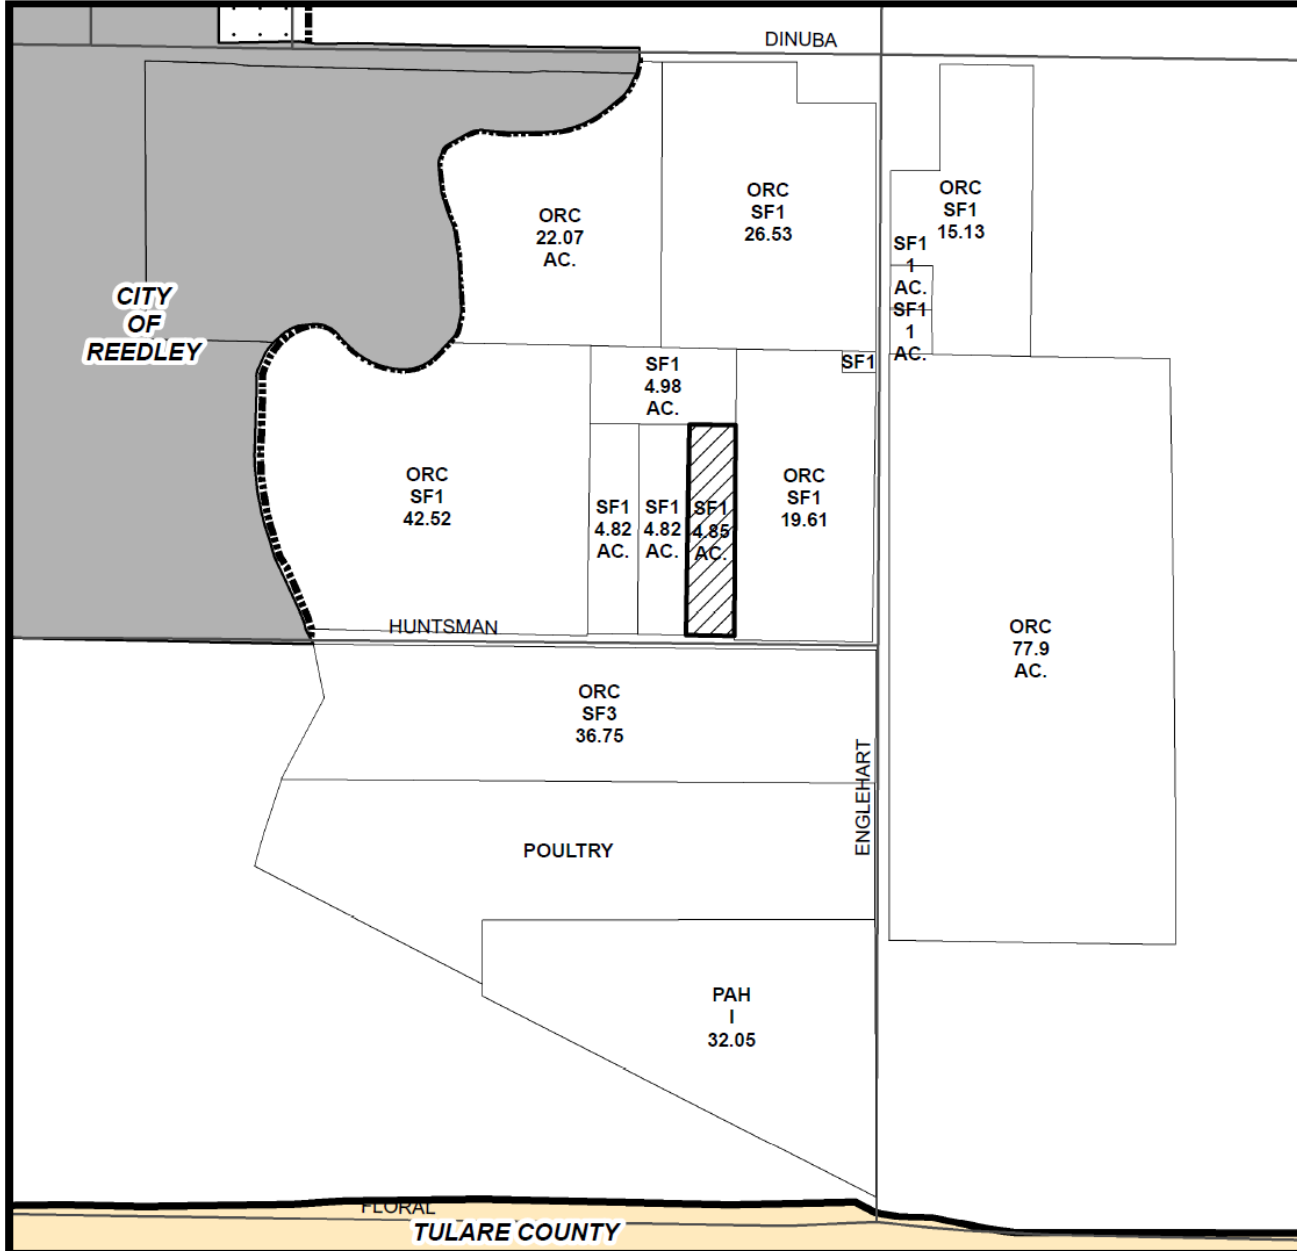 DINUBA
ORC
SF1
26.53
ORC
SF1
15.13
ORC
22.07
AC.
SF1
1
AC.
SF1
1
AC.
CITY
OF
REEDLEY
SF1
4.98
AC.
SF1
ORC
SF1
42.52
SF1
4.82
AC.
SF1
4.82
AC.
SF1
4.85
AC.
ORC
SF1
19.61
HUNTSMAN
ORC
77.9
AC.
ORC
SF3
36.75
ENGLEHART
POULTRY
PAH
I
32.05
FLORAL
TULARE COUNTY